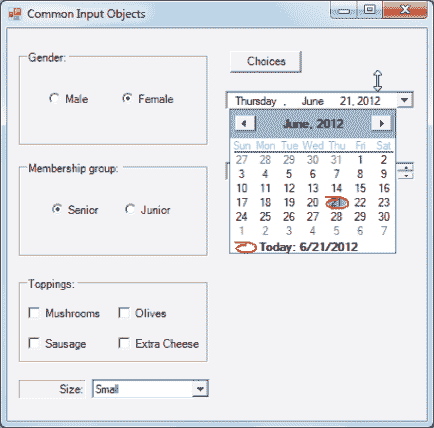 Common Input Objects
Gender:
Male Female
Choices
Thursday , June 21, 2012
June, 2012
Sun Mon Tue Wed Thu Fri Sat
27 28 29 30 31 1 2
3 4 5 6 7 8 9
10 11 12 13 14 15 16
17 18 19 20 21 22 23
24 25 26 27 28 29 30
1 2 3 4 5 6 7
Today: 6/21/2012
Membership group:
Senior Junior
Toppings:
Mushrooms Olives
Sausage Extra Cheese
Size: Small